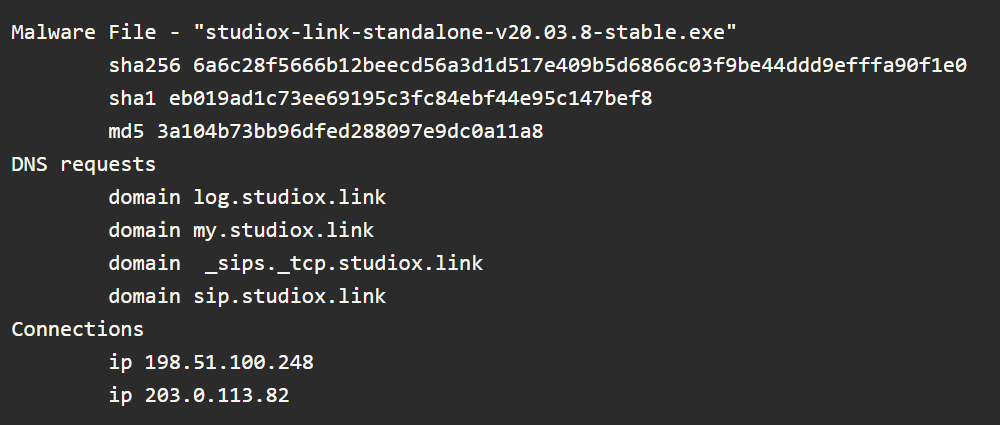 Malware File - "studiox-link-standalone-v20.03.8-stable.exe"
sha256 6a6c28f5666b12beecd56a3d1d517e409b5d6866c03f9be44ddd9efffa90f1e0
sha1 eb019ad1c73ee69195c3fc84ebf44e95c147bef8
md5 3a104b73bb96dfed288097e9dc0a11a8
DNS requests
domain log.studiox.link
domain my.studiox.link
domain  _sips._tcp.studiox.link
domain sip.studiox.link
Connections
ip 198.51.100.248
ip 203.0.113.82